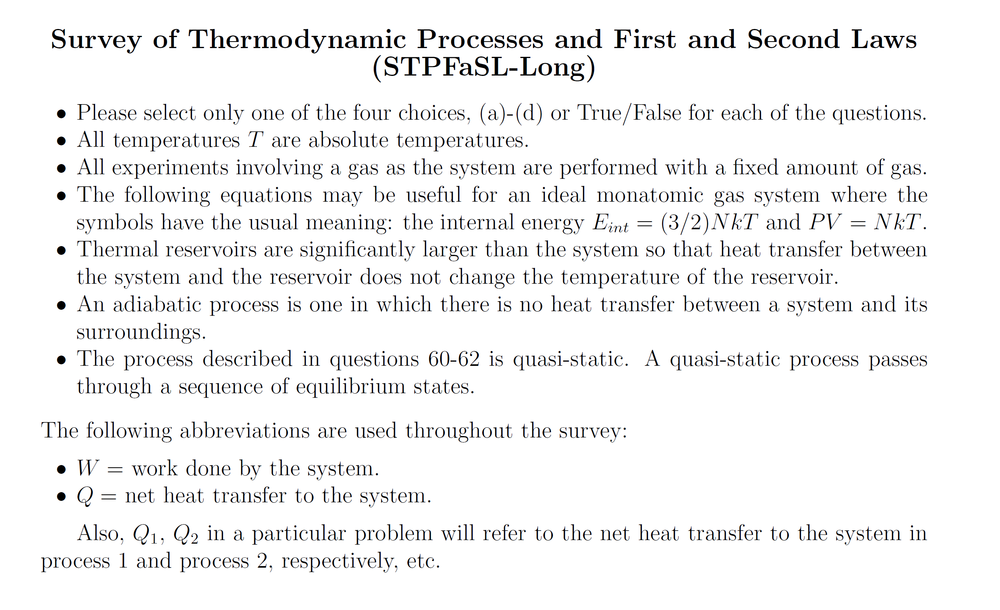 Survey of Thermodynamic Processes and First and Second Laws
(STPFaSL-Long)
• Please select only one of the four choices, (a)-(d) or True/False for each of the questions.
• All temperatures T are absolute temperatures.
• All experiments involving a gas as the system are performed with a fixed amount of gas.
• The following equations may be useful for an ideal monatomic gas system where the
symbols have the usual meaning: the internal energy E_int = (3/2)NkT and PV = NkT.
• Thermal reservoirs are significantly larger than the system so that heat transfer between
the system and the reservoir does not change the temperature of the reservoir.
• An adiabatic process is one in which there is no heat transfer between a system and its
surroundings.
• The process described in questions 60-62 is quasi-static. A quasi-static process passes
through a sequence of equilibrium states.
The following abbreviations are used throughout the survey:
• W = work done by the system.
• Q = net heat transfer to the system.
Also, Q₁, Q₂ in a particular problem will refer to the net heat transfer to the system in
process 1 and process 2, respectively, etc.